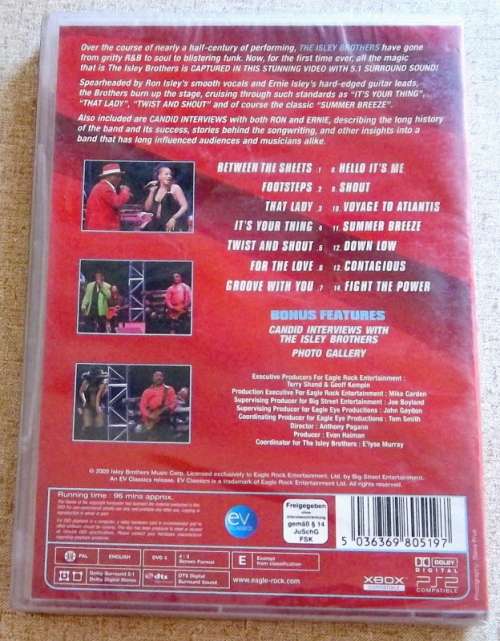 Over the course of nearly a half-century of performing, THE ISLEY BROTHERS have gone
from gritty R&B to soul to blistering funk. Now, for the first time ever, all the magic
that is The Isley Brothers is CAPTURED IN THIS STUNNING VIDEO WITH 5.1 SURROUND SOUND!
Spearheaded by Ron Isley's smooth vocals and Ernie Isley's hard-edged guitar leads,
the Brothers burn up the stage, cruising through such standards as "IT'S YOUR THING",
"THAT LADY", "TWIST AND SHOUT" and of course the classic "SUMMER BREEZE".
Also included are CANDID INTERVIEWS with both RON and ERNIE, describing the long history
of the band and its success, stories behind the songwriting, and other insights into a
band that has long influenced audiences and musicians alike.
BETWEEN THE SHEETS :1 8. HELLO IT'S ME
FOOTSTEPS 2 9. SHOUT
THAT LADY 3 10. VOYAGE TO ATLANTIS
IT'S YOUR THING 4 11. SUMMER BREEZE
TWIST AND SHOUT .5 12. DOWN LOW
FOR THE LOVE .6 13. CONTAGIOUS
GROOVE WITH YOU .7 14. FIGHT THE POWER
BONUS FEATURES
CANDID INTERVIEWS WITH
THE ISLEY BROTHERS
PHOTO GALLERY
Executive Producers For Eagle Rock Entertainment :
Terry Shand & Geoff Kempin
Production Executive For Eagle Rock Entertainment : Mike Carden
Supervising Producer for Big Street Entertainment : Joe Boyland
Supervising Producer for Eagle Eye Productions : John Gaydon
Coordinating Producer for Eagle Eye Productions : Tom Smith
Director : Anthony Pagano
Producer : Evan Haiman
Coordinator for The Isley Brothers : E'lyse Murray
© 2009 Isley Brothers Music Corp. Licensed exclusively to Eagle Rock Entertainment Ltd. by Big Street Entertainment.
An EV Classics release. EV Classics is a trademark of Eagle Rock Entertainment Ltd. All rights reserved.
Running time : 96 mins approx.
ev
classics
Freigegeben
ohne
Altersbeschränkung
gemäß § 14
JuSchG
FSK
5 036369 805197
PAL
ENGLISH
DVD 5
4 : 3
Screen Format
E
Exempt
from classification
Dolby Surround 5.1
Dolby Digital Stereo
dts
DTS Digital
Surround Sound
www.eagle-rock.com
XBOX
COMPATIBLE
DOLBY
DIGITAL
PS2
COMPATIBLE